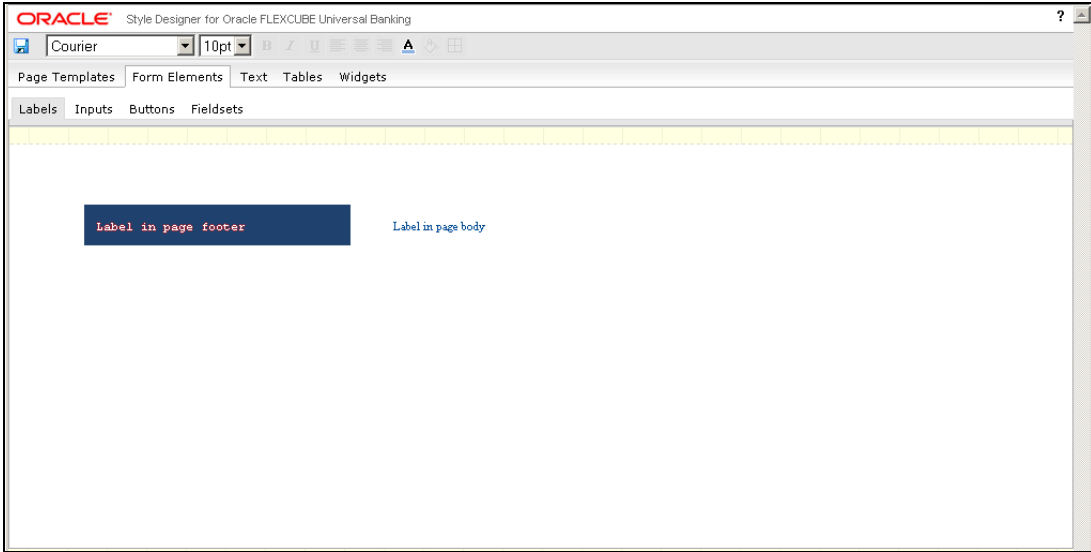 ORACLE® Style Designer for Oracle FLEXCUBE Universal Banking ?
Courier 10pt B I U A
Page Templates Form Elements Text Tables Widgets
Labels Inputs Buttons Fieldsets
Label in page footer Label in page body